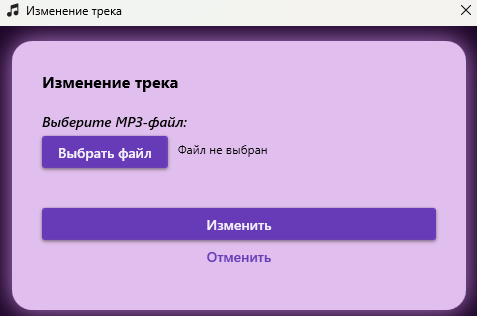 Изменение трека
Изменение трека
Выберите MP3-файл:
Выбрать файл Файл не выбран
Изменить
Отменить